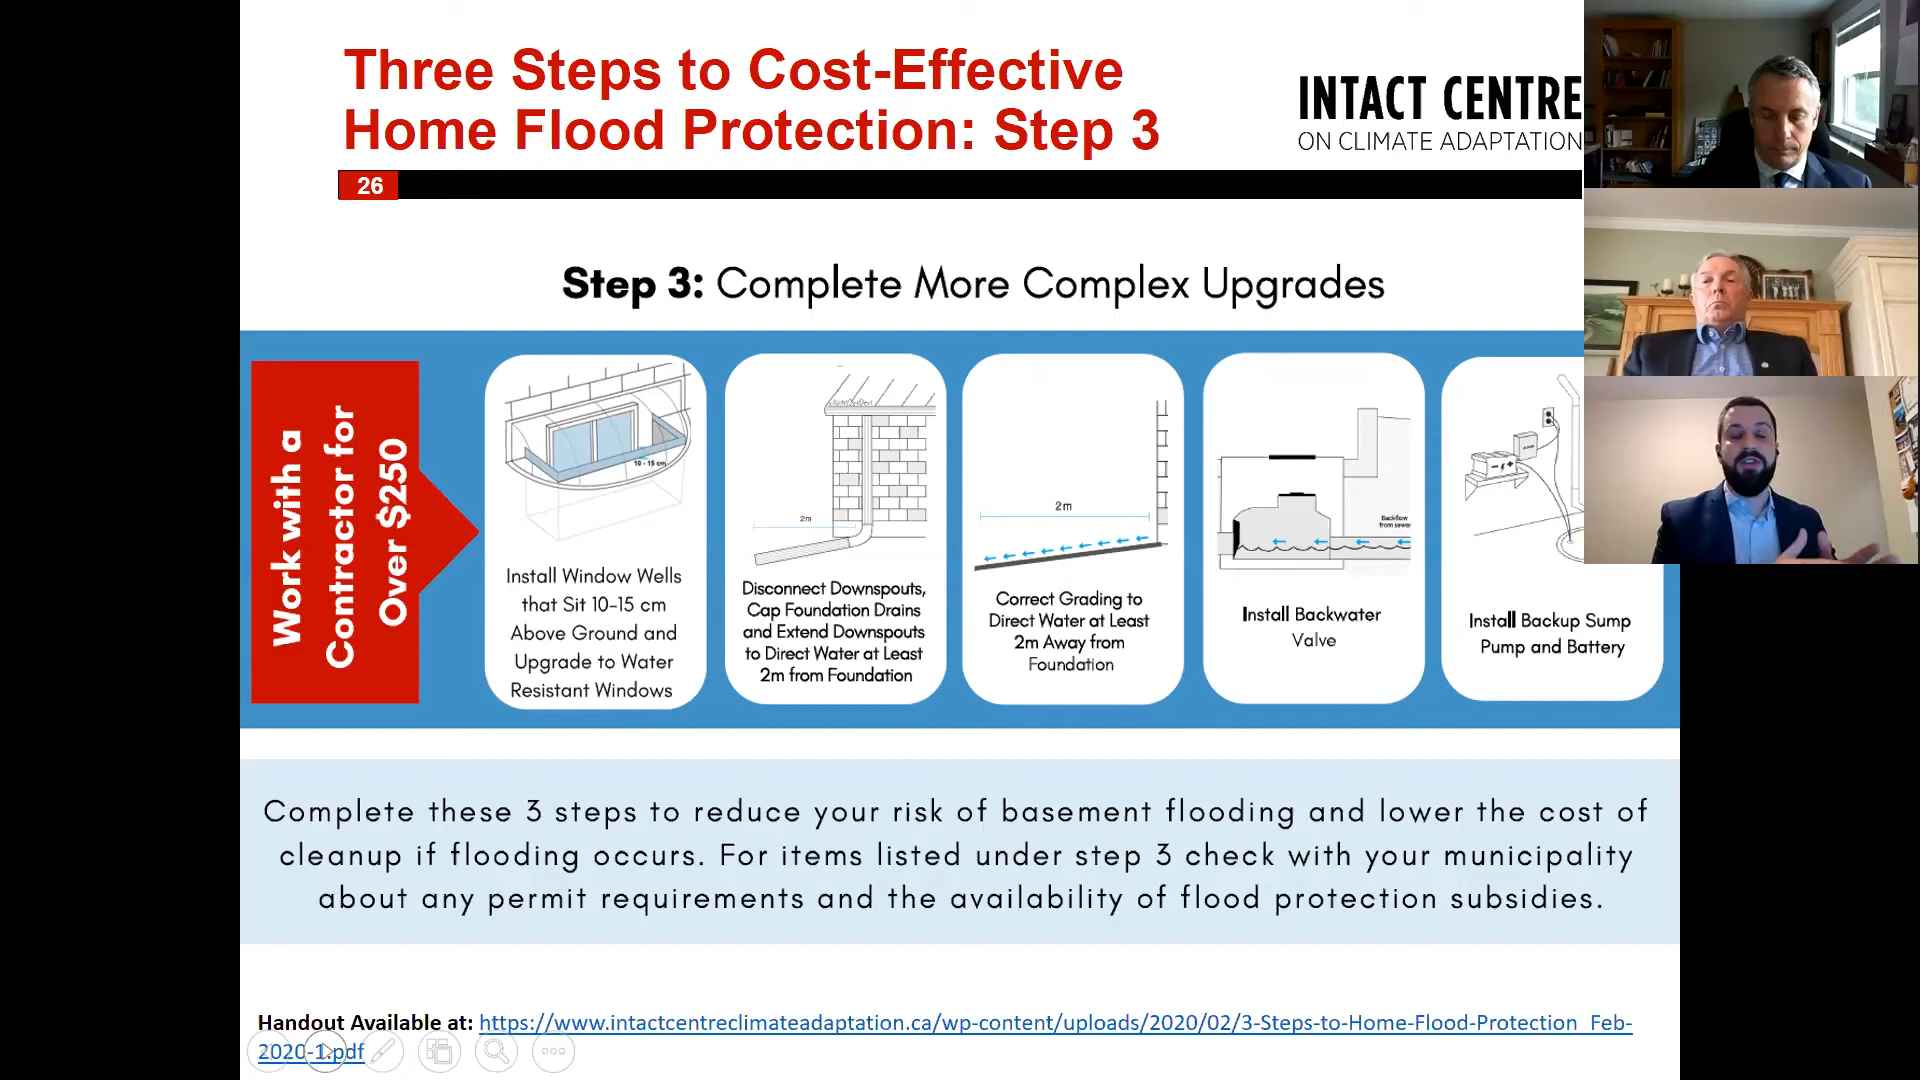 Three Steps to Cost-Effective
Home Flood Protection: Step 3
INTACT CENTRE
ON CLIMATE ADAPTATION
26
Step 3: Complete More Complex Upgrades
Work with a
Contractor for
Over $250
10 - 15 cm
Install Window Wells
that Sit 10-15 cm
Above Ground and
Upgrade to Water
Resistant Windows
2m
Disconnect Downspouts,
Cap Foundation Drains
and Extend Downspouts
to Direct Water at Least
2m from Foundation
2m
Correct Grading to
Direct Water at Least
2m Away from
Foundation
Backflow
from sewer
Install Backwater
Valve
Install Backup Sump
Pump and Battery
Complete these 3 steps to reduce your risk of basement flooding and lower the cost of
cleanup if flooding occurs. For items listed under step 3 check with your municipality
about any permit requirements and the availability of flood protection subsidies.
Handout Available at: https://www.intactcentreclimateadaptation.ca/wp-content/uploads/2020/02/3-Steps-to-Home-Flood-Protection_Feb-
2020-1.pdf